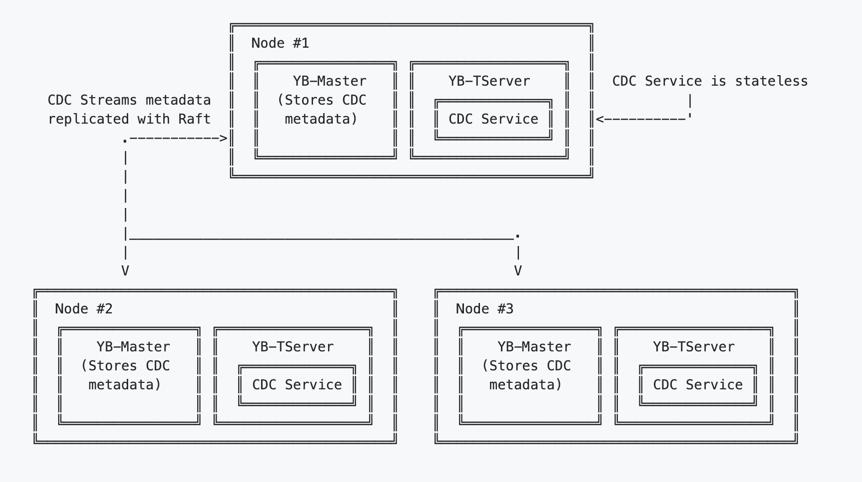 Node #1
YB-Master
(Stores CDC
metadata)
YB-TServer
CDC Service
CDC Service is stateless
CDC Streams metadata
replicated with Raft
Node #2
YB-Master
(Stores CDC
metadata)
YB-TServer
CDC Service
Node #3
YB-Master
(Stores CDC
metadata)
YB-TServer
CDC Service